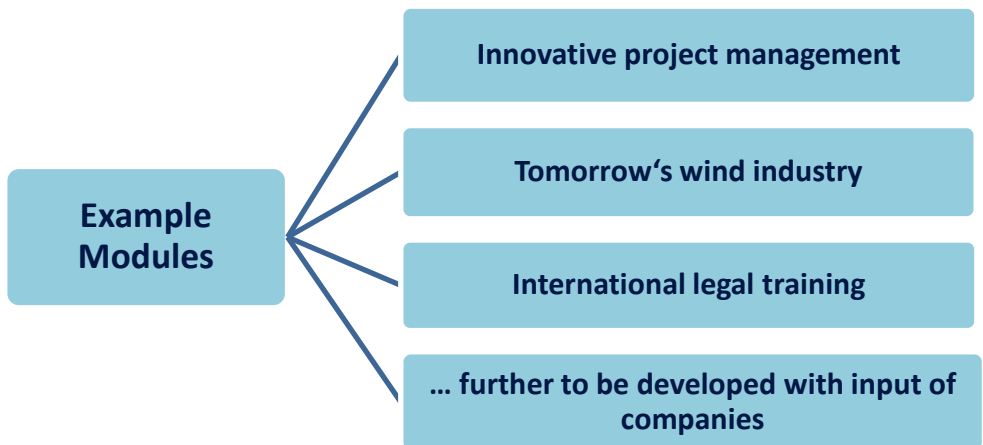 Example
Modules
Innovative project management
Tomorrow‘s wind industry
International legal training
... further to be developed with input of
companies